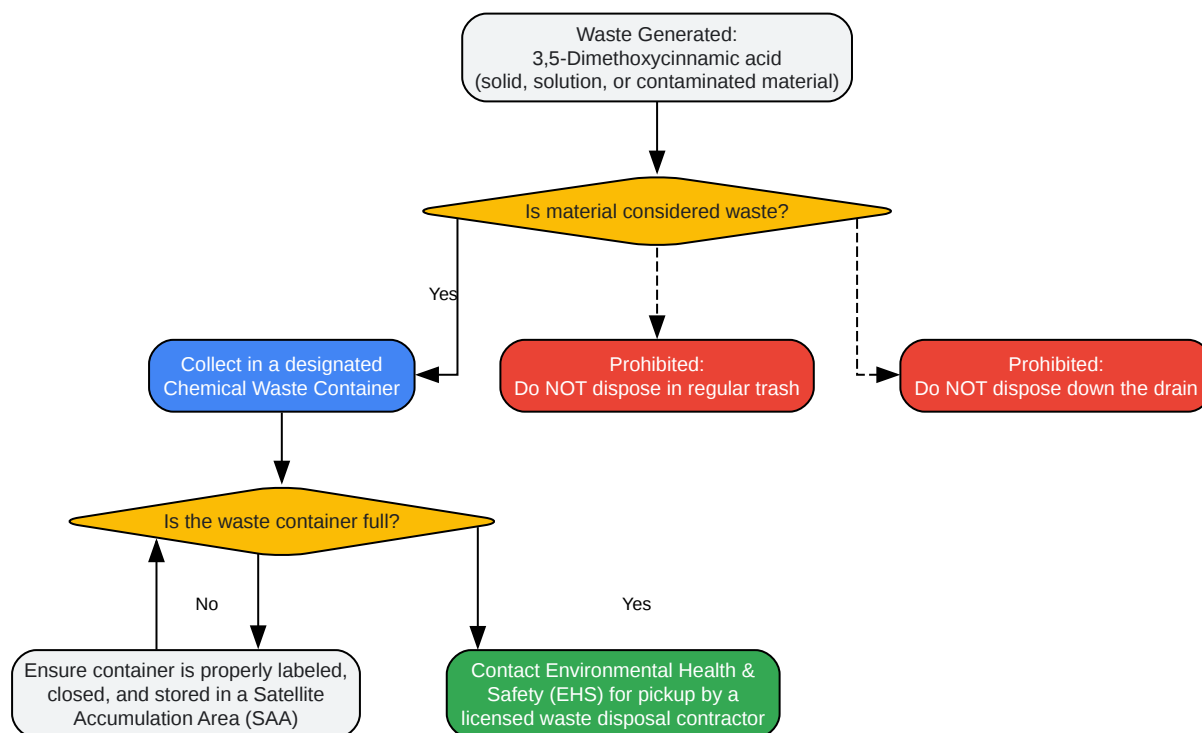 Waste Generated:
3,5-Dimethoxycinnamic acid
(solid, solution, or contaminated material)
Is material considered waste?
Yes
Collect in a designated
Chemical Waste Container
Prohibited:
Do NOT dispose in regular trash
Prohibited:
Do NOT dispose down the drain
Is the waste container full?
No
Yes
Ensure container is properly labeled,
closed, and stored in a Satellite
Accumulation Area (SAA)
Contact Environmental Health &
Safety (EHS) for pickup by a
licensed waste disposal contractor